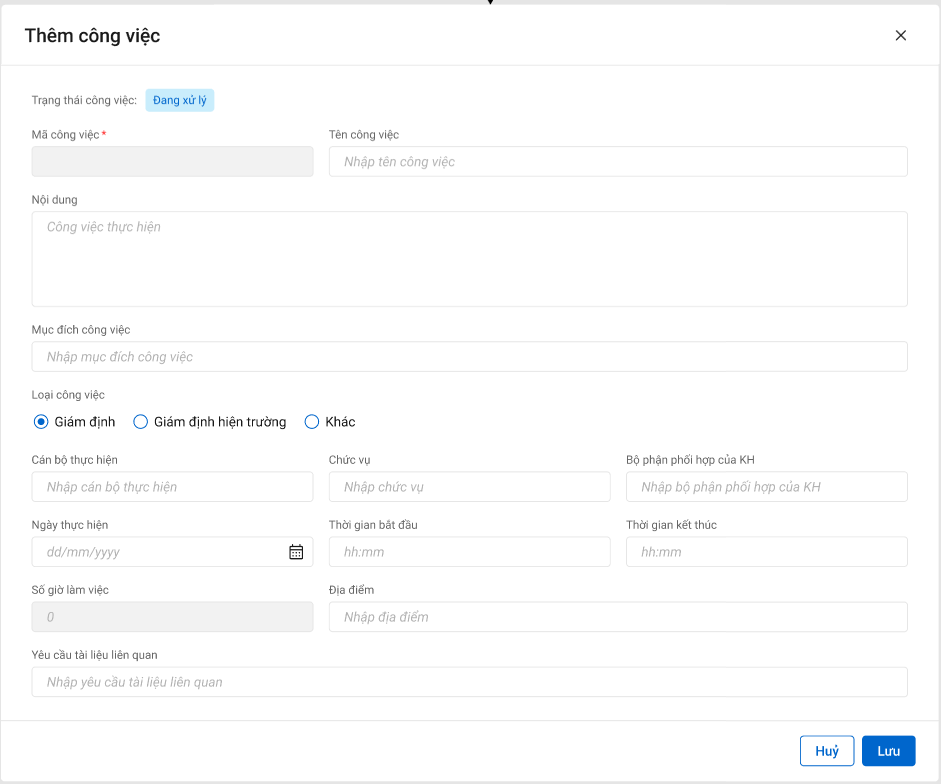 Thêm công việc
Trạng thái công việc: Đang xử lý
Mã công việc * Tên công việc
Nhập tên công việc
Nội dung
Công việc thực hiện
Mục đích công việc
Nhập mục đích công việc
Loại công việc
Giám định Giám định hiện trường Khác
Cán bộ thực hiện Chức vụ Bộ phận phối hợp của KH
Nhập cán bộ thực hiện Nhập chức vụ Nhập bộ phận phối hợp của KH
Ngày thực hiện Thời gian bắt đầu Thời gian kết thúc
dd/mm/yyyy hh:mm hh:mm
Số giờ làm việc Địa điểm
0 Nhập địa điểm
Yêu cầu tài liệu liên quan
Nhập yêu cầu tài liệu liên quan
Huỷ Lưu